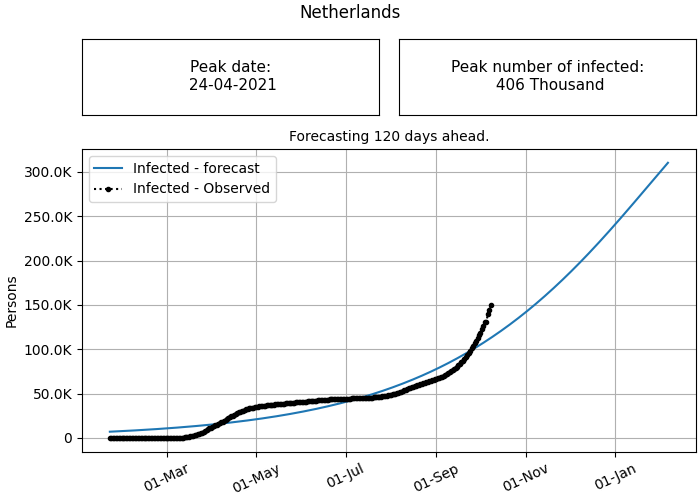 Netherlands
Peak date:
24-04-2021
Peak number of infected:
406 Thousand
Forecasting 120 days ahead.
Infected - forecast
Infected - Observed
300.0K
250.0K
200.0K
150.0K
100.0K
50.0K
0
Persons
01-Mar
01-May
01-Jul
01-Sep
01-Nov
01-Jan